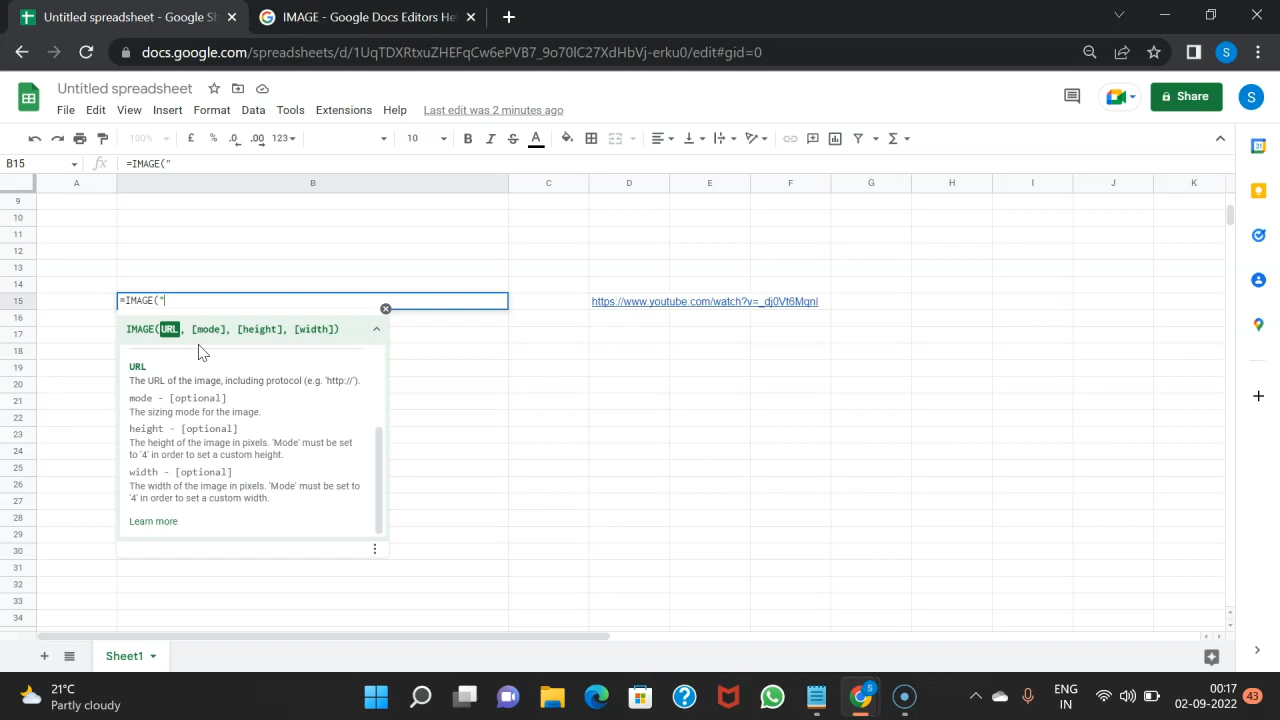 Untitled spreadsheet - Google Sh
IMAGE - Google Docs Editors Hel
docs.google.com/spreadsheets/d/1UqTDXRtxuZHEFqCw6ePVB7_9o70IC27XdHbVj-erku0/edit#gid=0
S
Untitled spreadsheet
File Edit View Insert Format Data Tools Extensions Help Last edit was 2 minutes ago
Share
S
100% £ % .0 .00 123 10 B I S A
B15 fx =IMAGE("
A B C D E F G H I J K
9
10
11
12
13
14
15 =IMAGE(" https://www.youtube.com/watch?v=_dj0Vt6MqnI
16
17 IMAGE(URL, [mode], [height], [width])
18
19 URL
20 The URL of the image, including protocol (e.g. 'http://').
21 mode - [optional]
22 The sizing mode for the image.
23 height - [optional]
24 The height of the image in pixels. 'Mode' must be set
to '4' in order to set a custom height.
25
26 width - [optional]
The width of the image in pixels. 'Mode' must be set to
27 '4' in order to set a custom width.
28 Learn more
29
30
31
32
33
34
Sheet1
21°C
Partly cloudy
ENG
IN
00:17
02-09-2022
43
31
S